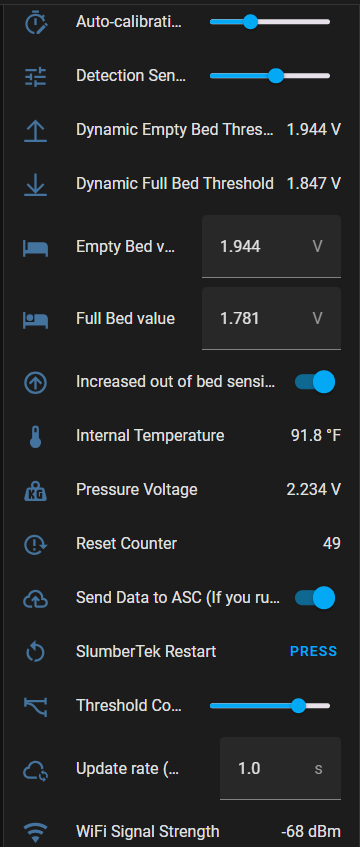 Auto-calibrati...
Detection Sen...
Dynamic Empty Bed Thres... 1.944 V
Dynamic Full Bed Threshold 1.847 V
Empty Bed v... 1.944 V
Full Bed value 1.781 V
Increased out of bed sensi...
Internal Temperature 91.8 °F
KG Pressure Voltage 2.234 V
Reset Counter 49
Send Data to ASC (If you ru...
SlumberTek Restart PRESS
Threshold Co...
Update rate (... 1.0 s
WiFi Signal Strength -68 dBm